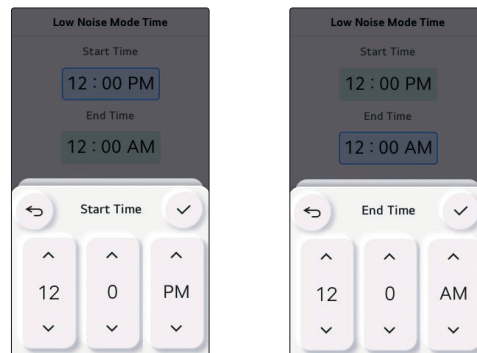 Low Noise Mode Time
Start Time
12 : 00 PM
End Time
12 : 00 AM
Start Time
12 0 PM
Low Noise Mode Time
Start Time
12 : 00 PM
End Time
12 : 00 AM
End Time
12 0 AM